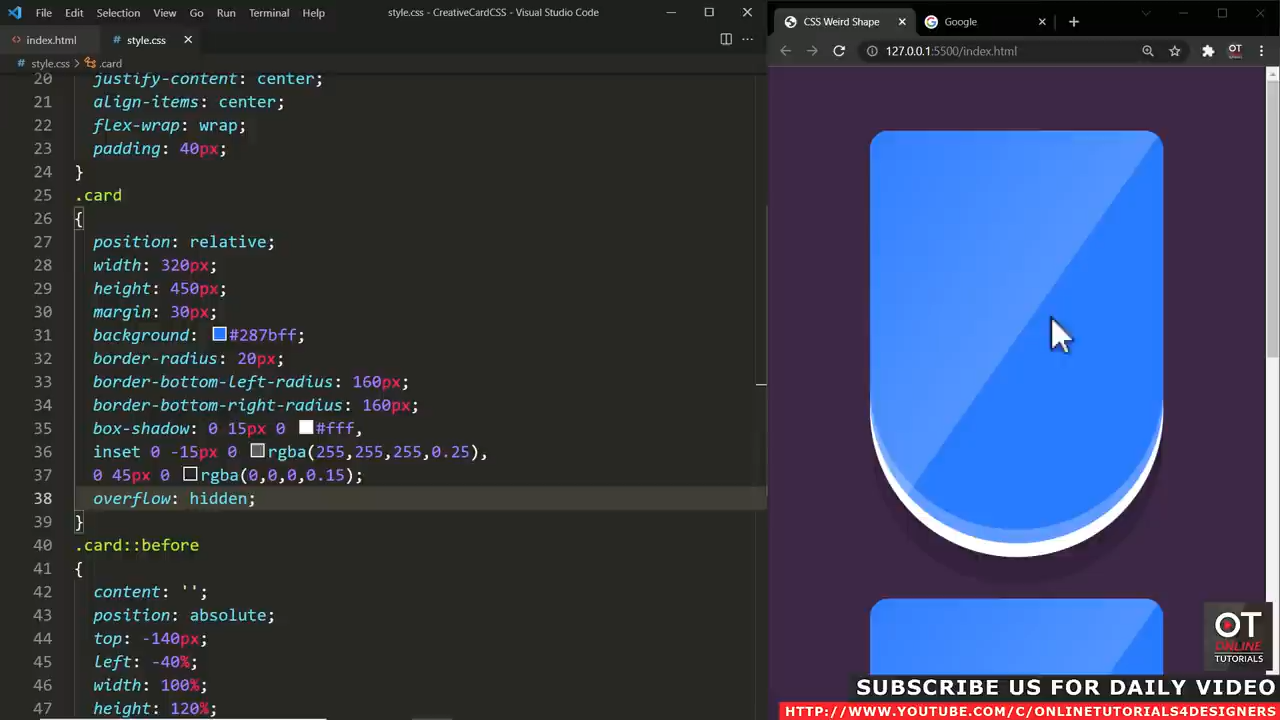 File Edit Selection View Go Run Terminal Help style.css - CreativeCardCSS - Visual Studio Code
index.html style.css
style.css > .card
20 justify-content: center;
21 align-items: center;
22 flex-wrap: wrap;
23 padding: 40px;
24 }
25 .card
26 {
27 position: relative;
28 width: 320px;
29 height: 450px;
30 margin: 30px;
31 background: #287bff;
32 border-radius: 20px;
33 border-bottom-left-radius: 160px;
34 border-bottom-right-radius: 160px;
35 box-shadow: 0 15px 0 #fff,
36 inset 0 -15px 0 rgba(255,255,255,0.25),
37 0 45px 0 rgba(0,0,0,0.15);
38 overflow: hidden;
39 }
40 .card::before
41 {
42 content: '';
43 position: absolute;
44 top: -140px;
45 left: -40%;
46 width: 100%;
47 height: 120%;
CSS Weird Shape Google
127.0.0.1:5500/index.html
OT
OT
ONLINE
TUTORIALS
SUBSCRIBE US FOR DAILY VIDEO
HTTP://WWW.YOUTUBE.COM/C/ONLINETUTORIALS4DESIGNERS